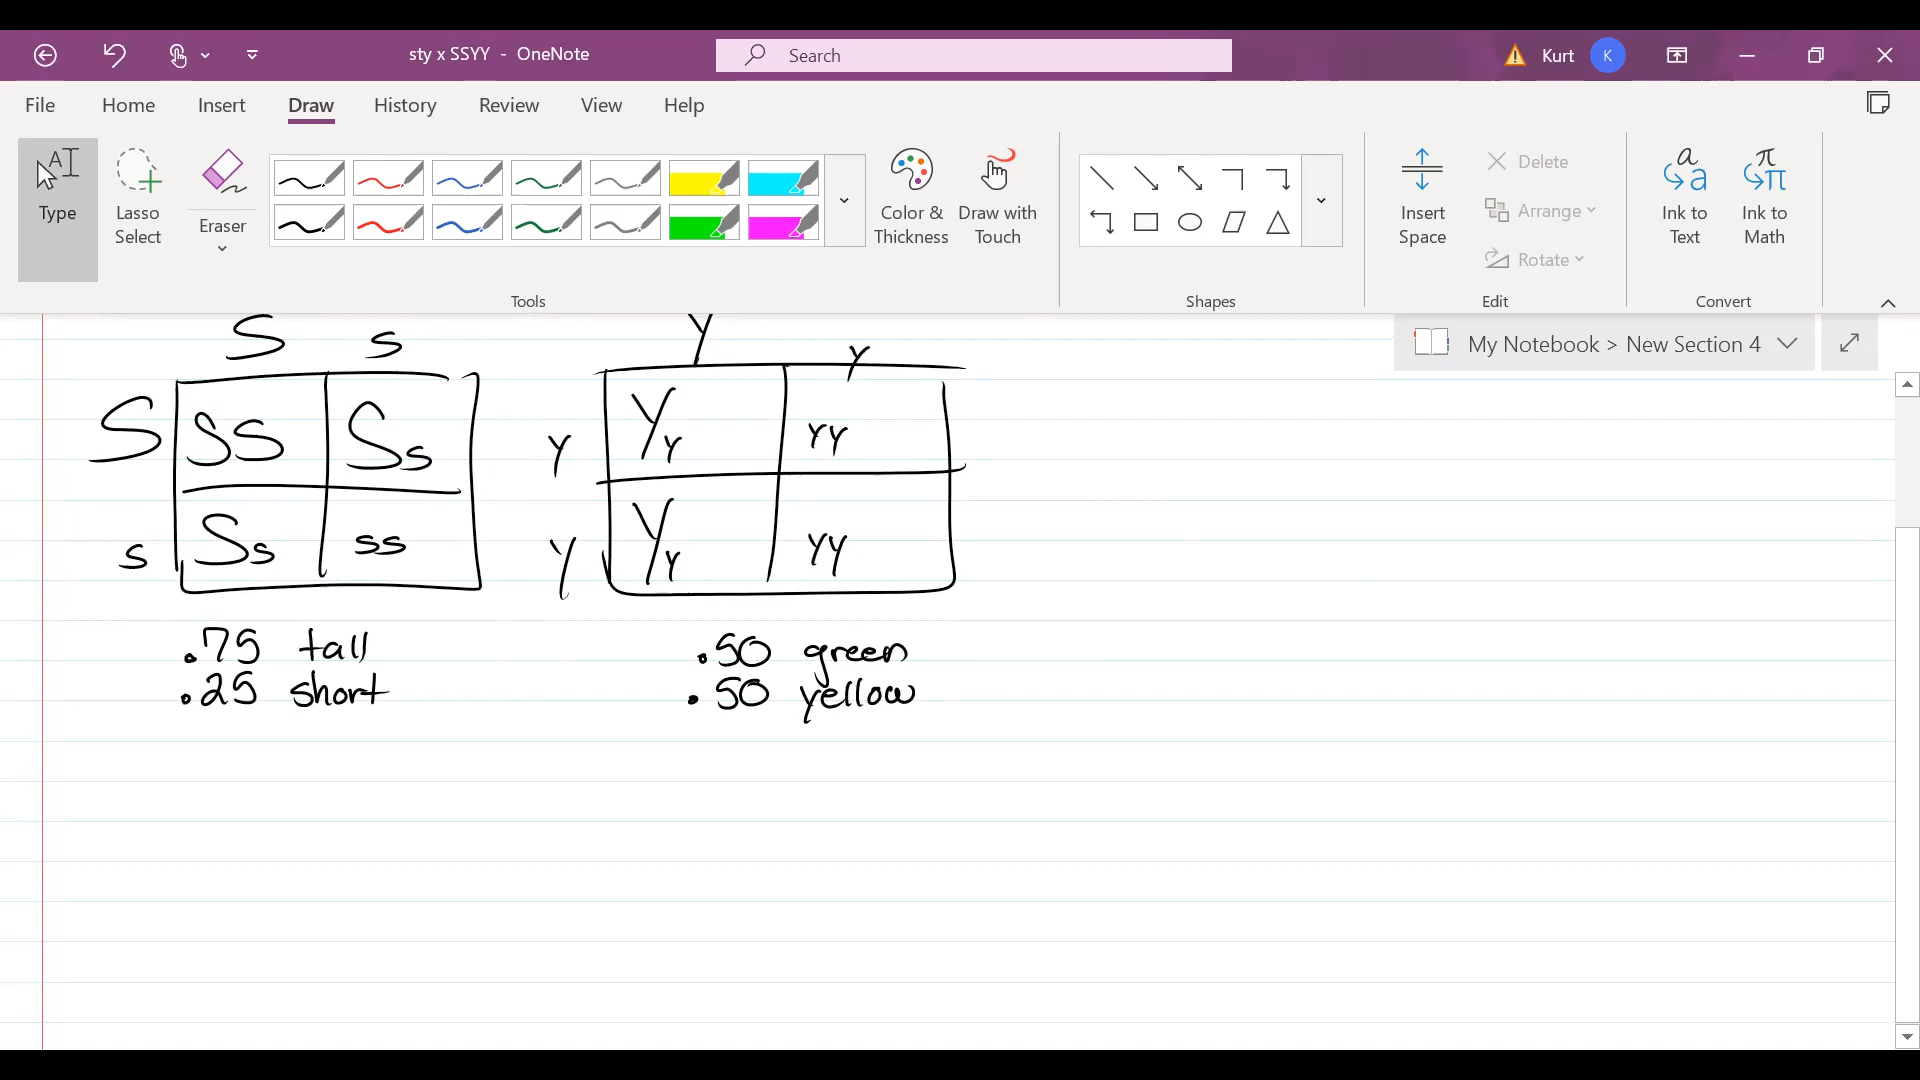 sty x SSYY - OneNote
Search
Kurt
K
File Home Insert Draw History Review View Help
Type
Lasso Select
Eraser
Color & Thickness
Draw with Touch
Insert Space
Delete
Arrange
Rotate
Ink to Text
Ink to Math
Tools
Shapes
Edit
Convert
My Notebook > New Section 4
S s
S SS Ss
s Ss ss
Y y
y Yy yy
y Yy yy
.75 tall
.25 short
.50 green
.50 yellow